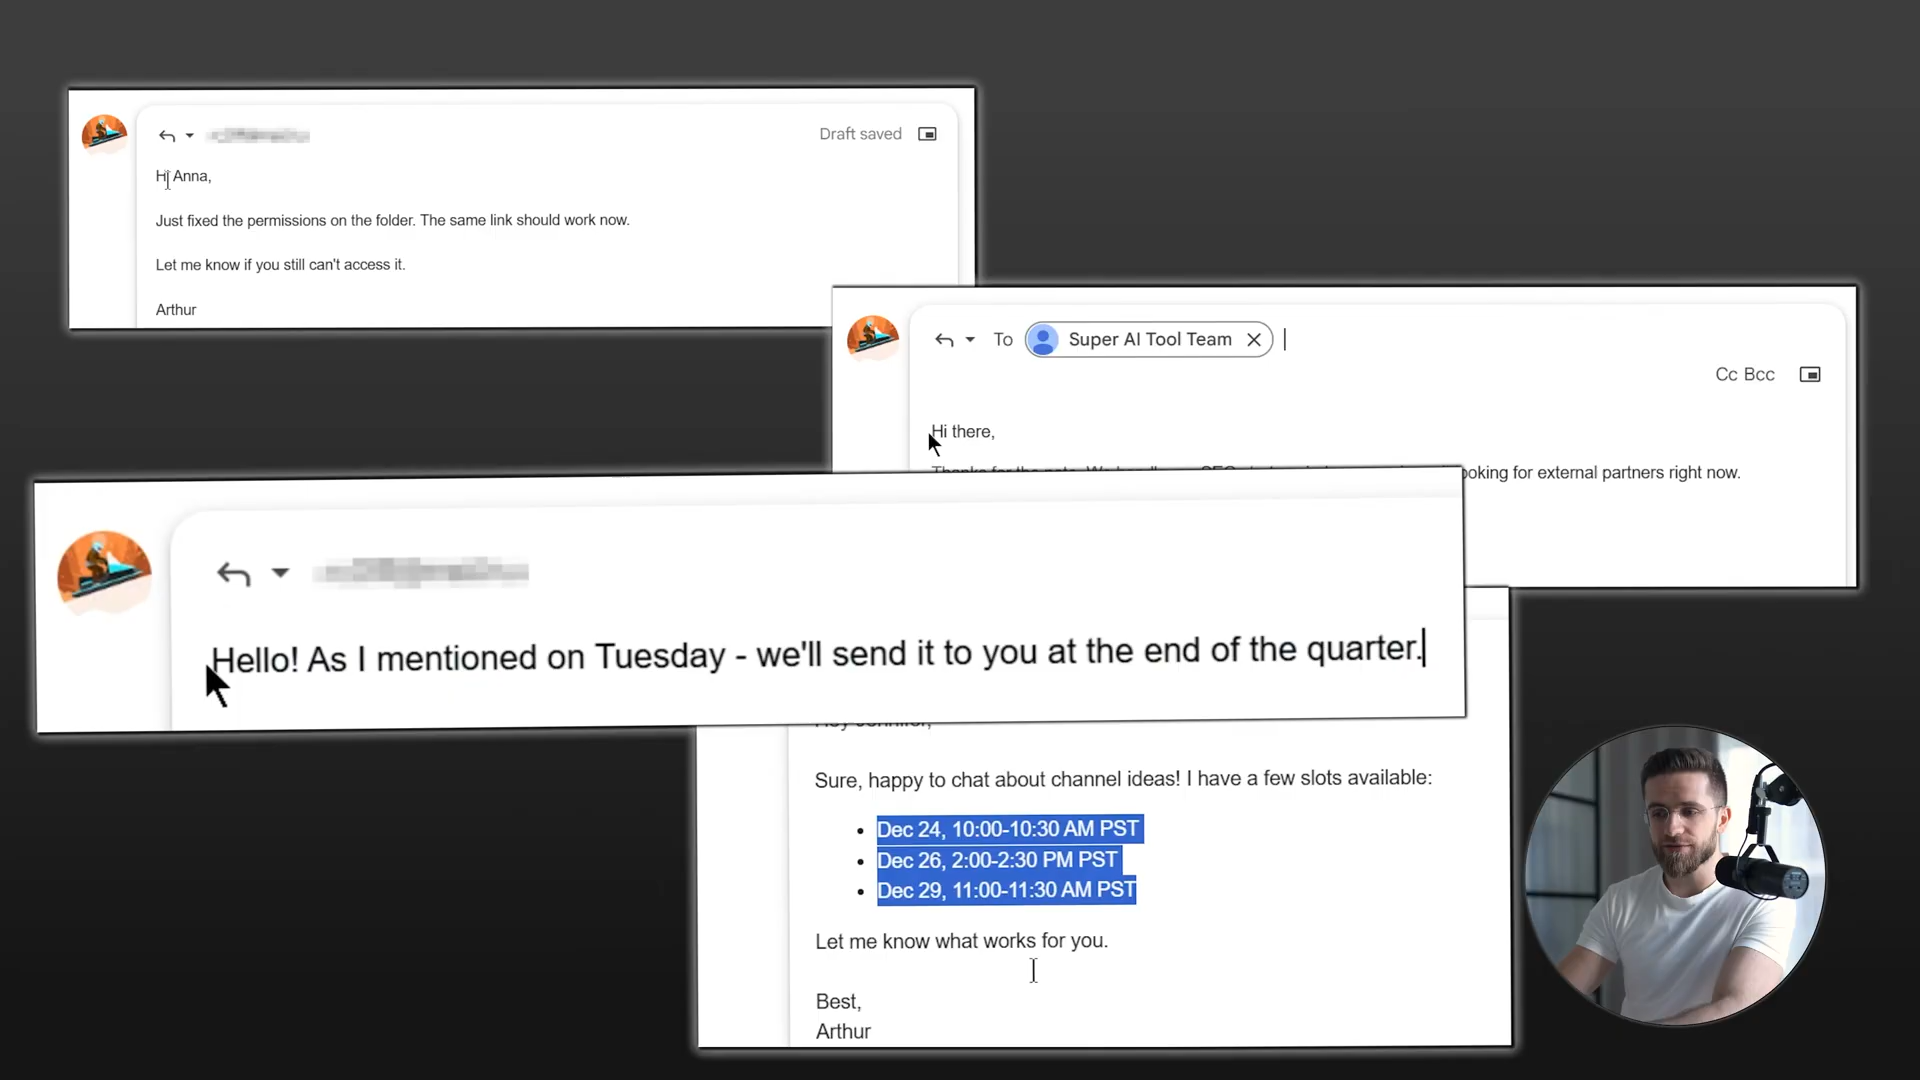 Draft saved
Hi Anna,
Just fixed the permissions on the folder. The same link should work now.
Let me know if you still can't access it.
Arthur
To Super AI Tool Team
Cc Bcc
Hi there,
looking for external partners right now.
Hello! As I mentioned on Tuesday - we'll send it to you at the end of the quarter.
Sure, happy to chat about channel ideas! I have a few slots available:
• Dec 24, 10:00-10:30 AM PST
• Dec 26, 2:00-2:30 PM PST
• Dec 29, 11:00-11:30 AM PST
Let me know what works for you.
Best,
Arthur